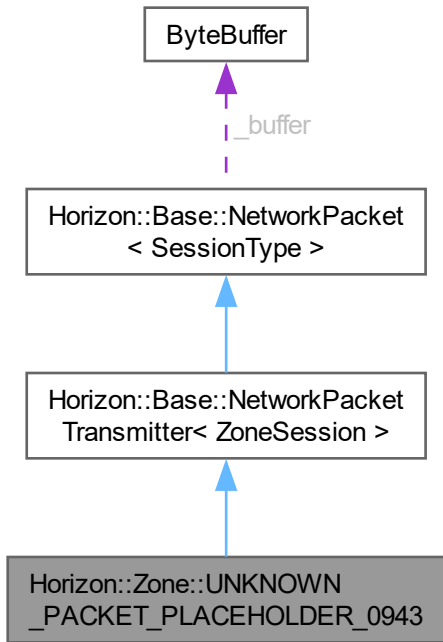 ByteBuffer
_buffer
Horizon::Base::NetworkPacket
< SessionType >
Horizon::Base::NetworkPacket
Transmitter< ZoneSession >
Horizon::Zone::UNKNOWN
_PACKET_PLACEHOLDER_0943